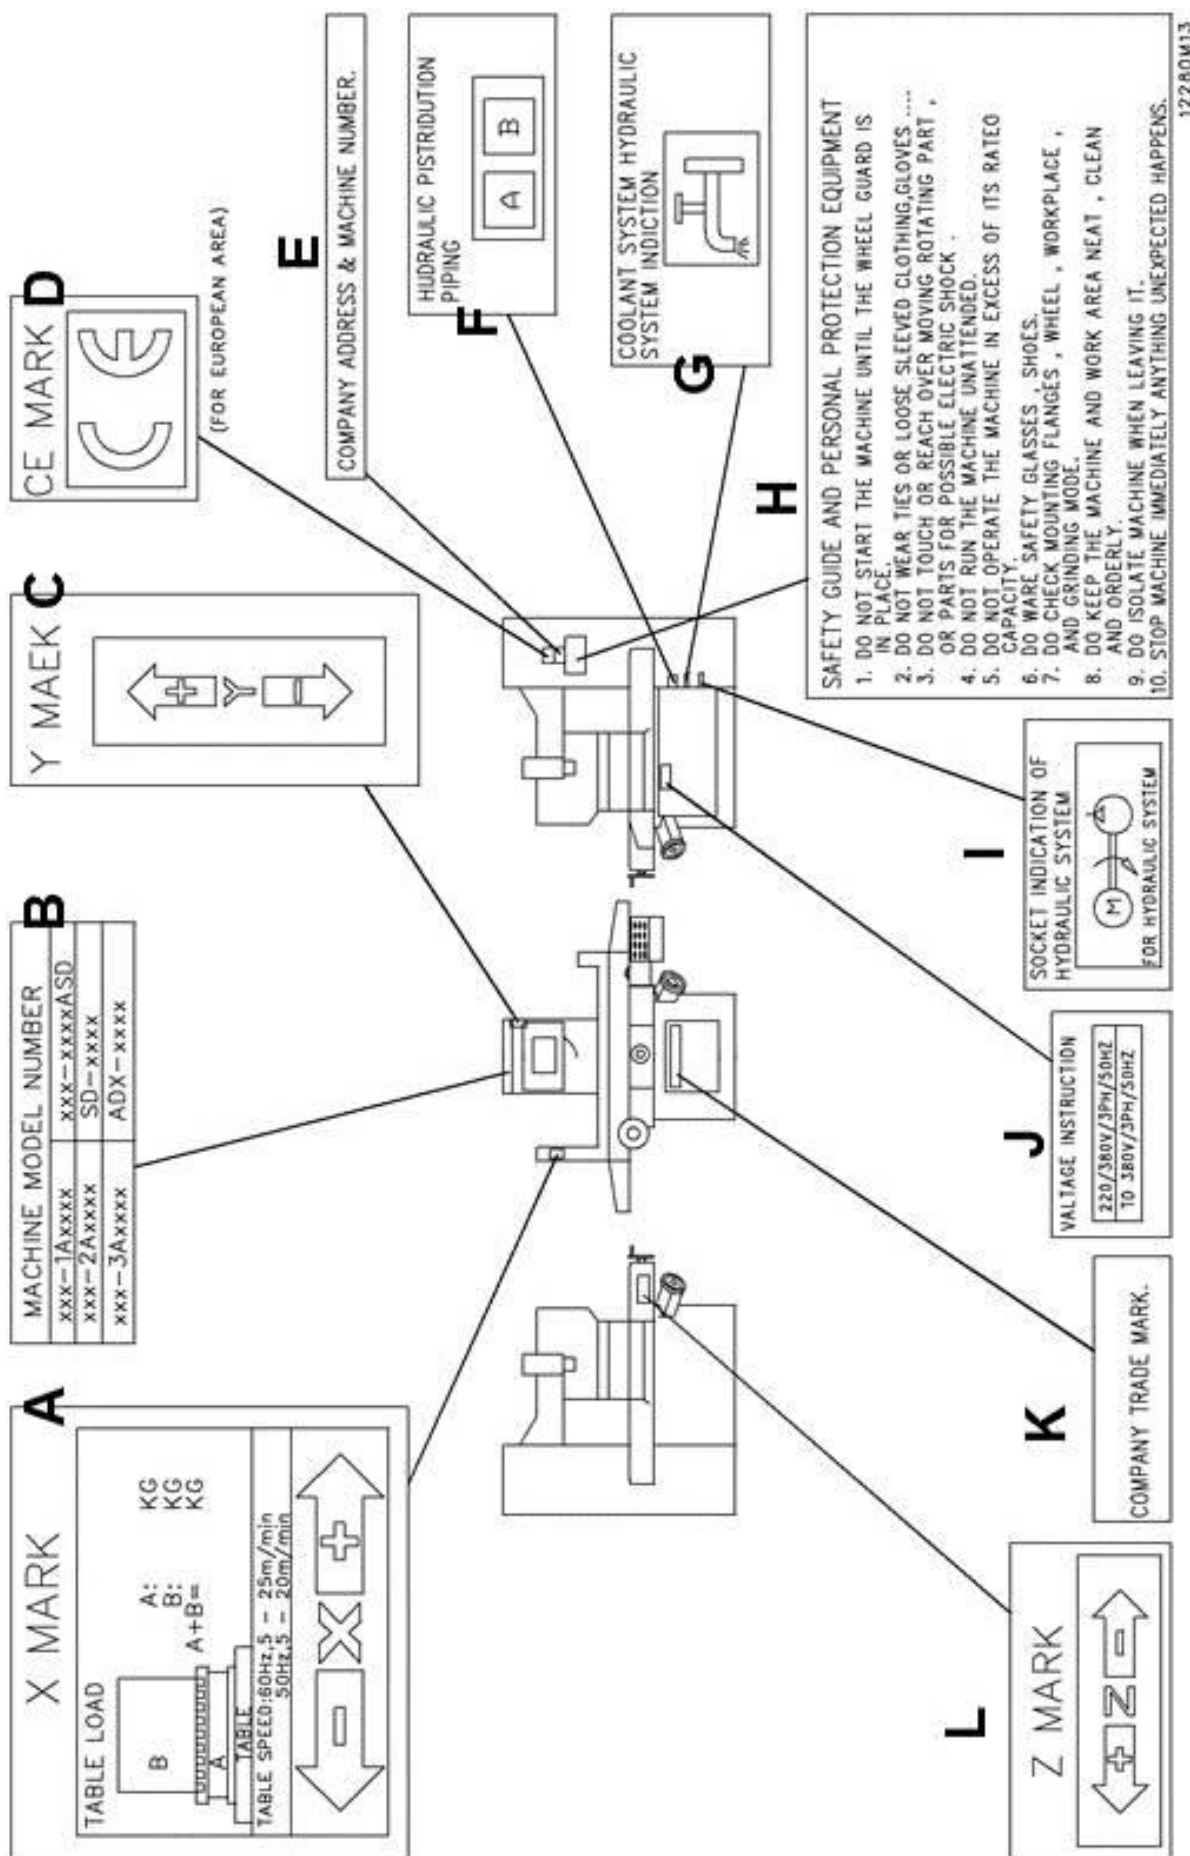 X MARK
A
TABLE LOAD
B
A
TABLE
A: KG
B: KG
A+B= KG
TABLE SPEED:60Hz,5 - 25m/min
50Hz,5 - 20m/min
- X +
B
MACHINE MODEL NUMBER
xxx-1Axxxx xxx-xxxxASD
xxx-2Axxxx SD-xxxx
xxx-3Axxxx ADX-xxxx
Y MAEK
C
+
Y
-
CE MARK
D
CE
(FOR EUROPEAN AREA)
E
COMPANY ADDRESS & MACHINE NUMBER.
HUDRAULIC PISTRIDUTION
PIPING
A B
F
COOLANT SYSTEM HYDRAULIC
SYSTEM INDICTION
G
H
SAFETY GUIDE AND PERSONAL PROTECTION EQUIPMENT
1. DO NOT START THE MACHINE UNTIL THE WHEEL GUARD IS
IN PLACE.
2. DO NOT WEAR TIES OR LOOSE SLEEVED CLOTHING,GLOVES ....
3. DO NOT TOUCH OR REACH OVER MOVING ROTATING PART ,
OR PARTS FOR POSSIBLE ELECTRIC SHOCK .
4. DO NOT RUN THE MACHINE UNATTENDED.
5. DO NOT OPERATE THE MACHINE IN EXCESS OF ITS RATED
CAPACITY.
6. DO WARE SAFETY GLASSES , SHOES.
7. DO CHECK MOUNTING FLANGES , WHEEL , WORKPLACE ,
AND GRINDING MODE.
8. DO KEEP THE MACHINE AND WORK AREA NEAT , CLEAN
AND ORDERLY.
9. DO ISOLATE MACHINE WHEN LEAVING IT.
10. STOP MACHINE IMMEDIATELY ANYTHING UNEXPECTED HAPPENS.
I
SOCKET INDICATION OF
HYDRAULIC SYSTEM
M
FOR HYDRAULIC SYSTEM
J
VALTAGE INSTRUCTION
220/380V/3PH/50HZ
TO 380V/3PH/50HZ
K
COMPANY TRADE MARK.
L
Z MARK
+ Z -
12280M13